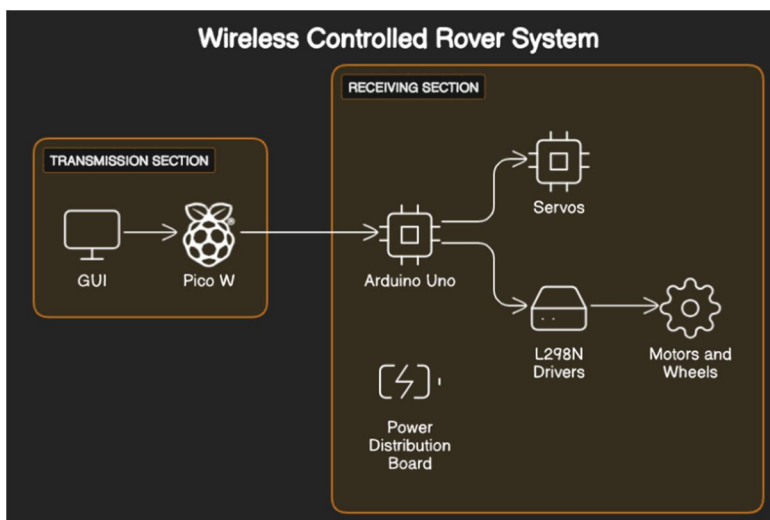 Wireless Controlled Rover System
RECEIVING SECTION
TRANSMISSION SECTION
GUI
Pico W
Arduino Uno
Servos
L298N
Drivers
Motors and
Wheels
Power
Distribution
Board